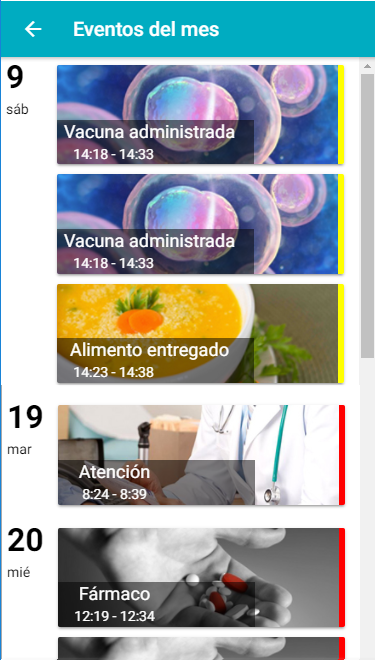 Eventos del mes
9
sáb
Vacuna administrada
14:18 - 14:33
Vacuna administrada
14:18 - 14:33
Alimento entregado
14:23 - 14:38
19
mar
Atención
8:24 - 8:39
20
mié
Fármaco
12:19 - 12:34